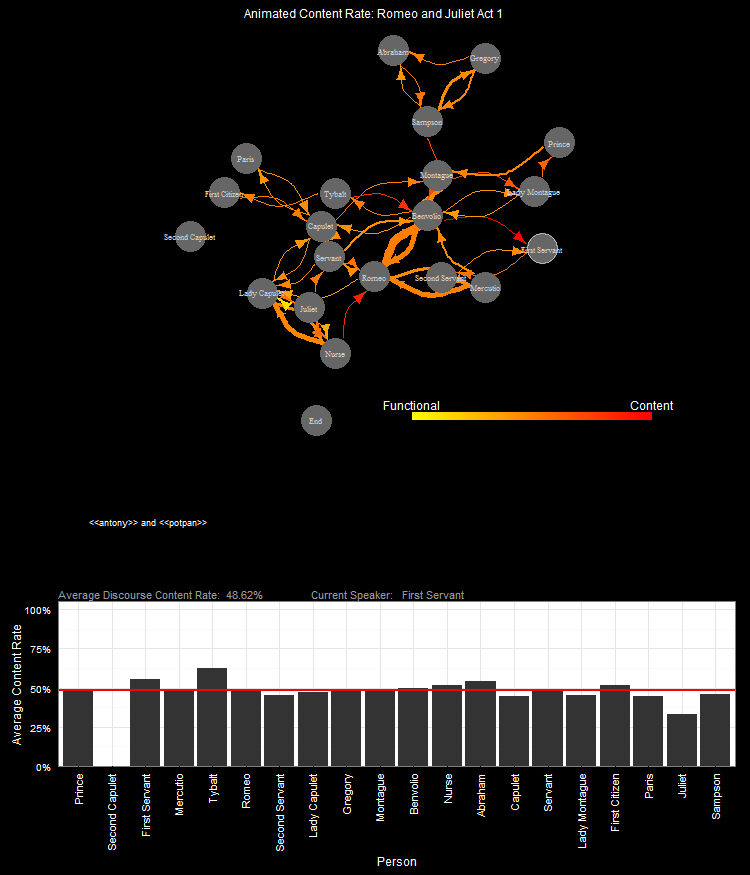 Animated Content Rate: Romeo and Juliet Act 1
Abraham
Gregory
Sampson
Prince
Paris
Montague
First Citizen
Tybalt
Lady Montague
Benvolio
Capulet
Second Capulet
First Servant
Servant
Romeo
Second Servant
Mercutio
Lady Capulet
Juliet
Nurse
Functional
Content
End
<<antony>> and <<potpan>>
Average Discourse Content Rate: 48.62% Current Speaker: First Servant
100%
75%
50%
25%
0%
Average Content Rate
Prince
Second Capulet
First Servant
Mercutio
Tybalt
Romeo
Second Servant
Lady Capulet
Gregory
Montague
Benvolio
Nurse
Abraham
Capulet
Servant
Lady Montague
First Citizen
Paris
Juliet
Sampson
Person